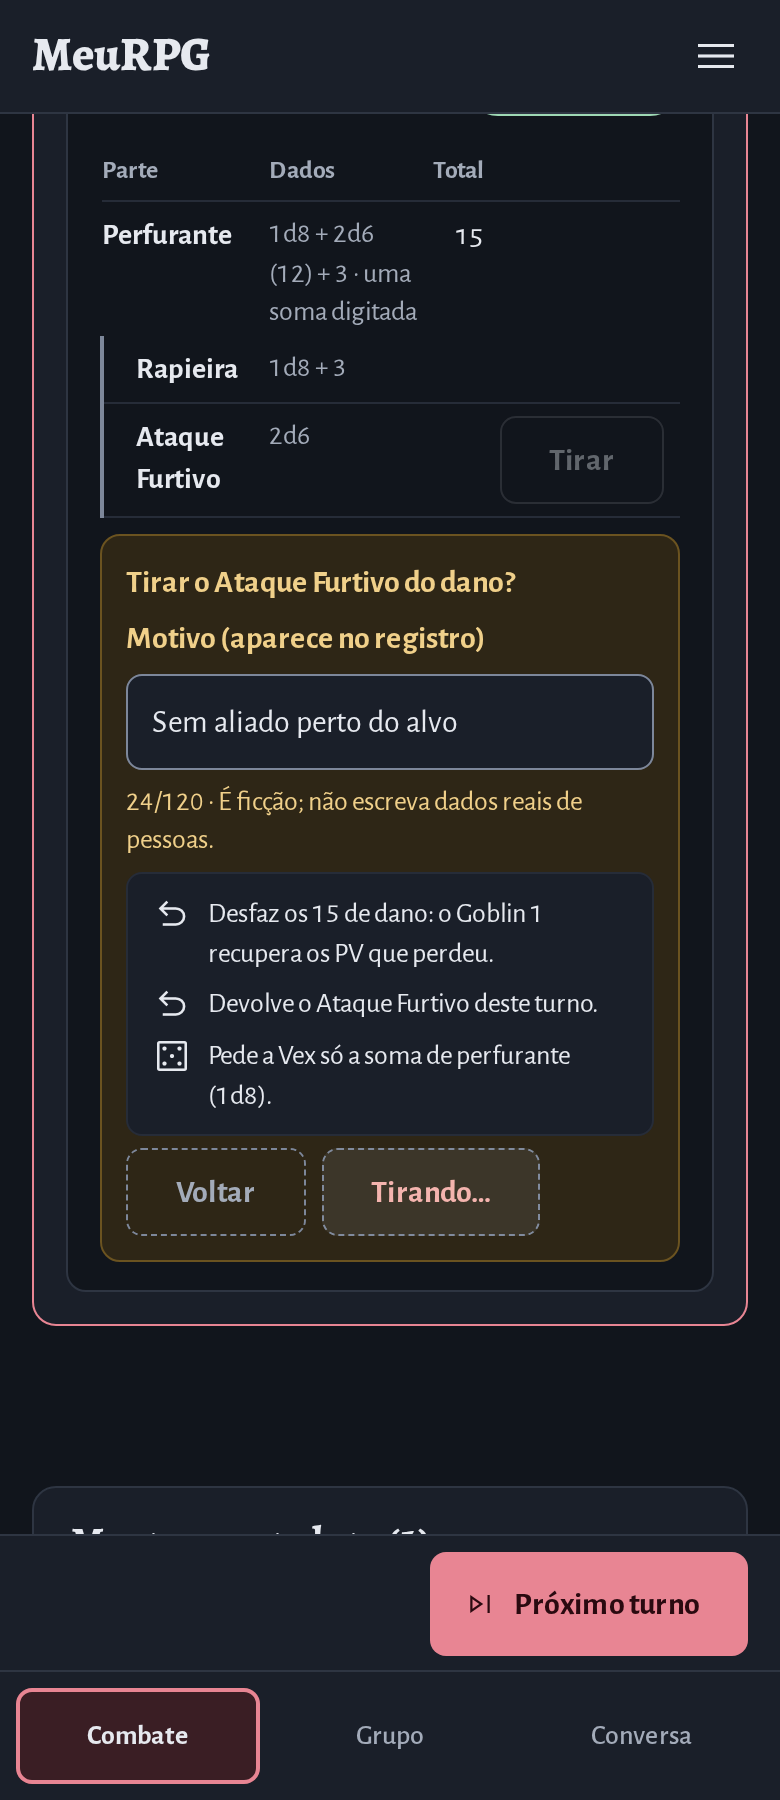 MeuRPG
Parte Dados Total
Perfurante 1d8 + 2d6 15
(12) + 3 · uma
soma digitada
Rapieira 1d8 + 3
Ataque 2d6
Furtivo
Tirar
Tirar o Ataque Furtivo do dano?
Motivo (aparece no registro)
Sem aliado perto do alvo
24/120 · É ficção; não escreva dados reais de
pessoas.
Desfaz os 15 de dano: o Goblin 1
recupera os PV que perdeu.
Devolve o Ataque Furtivo deste turno.
Pede a Vex só a soma de perfurante
(1d8).
Voltar Tirando...
Próximo turno
Combate Grupo Conversa